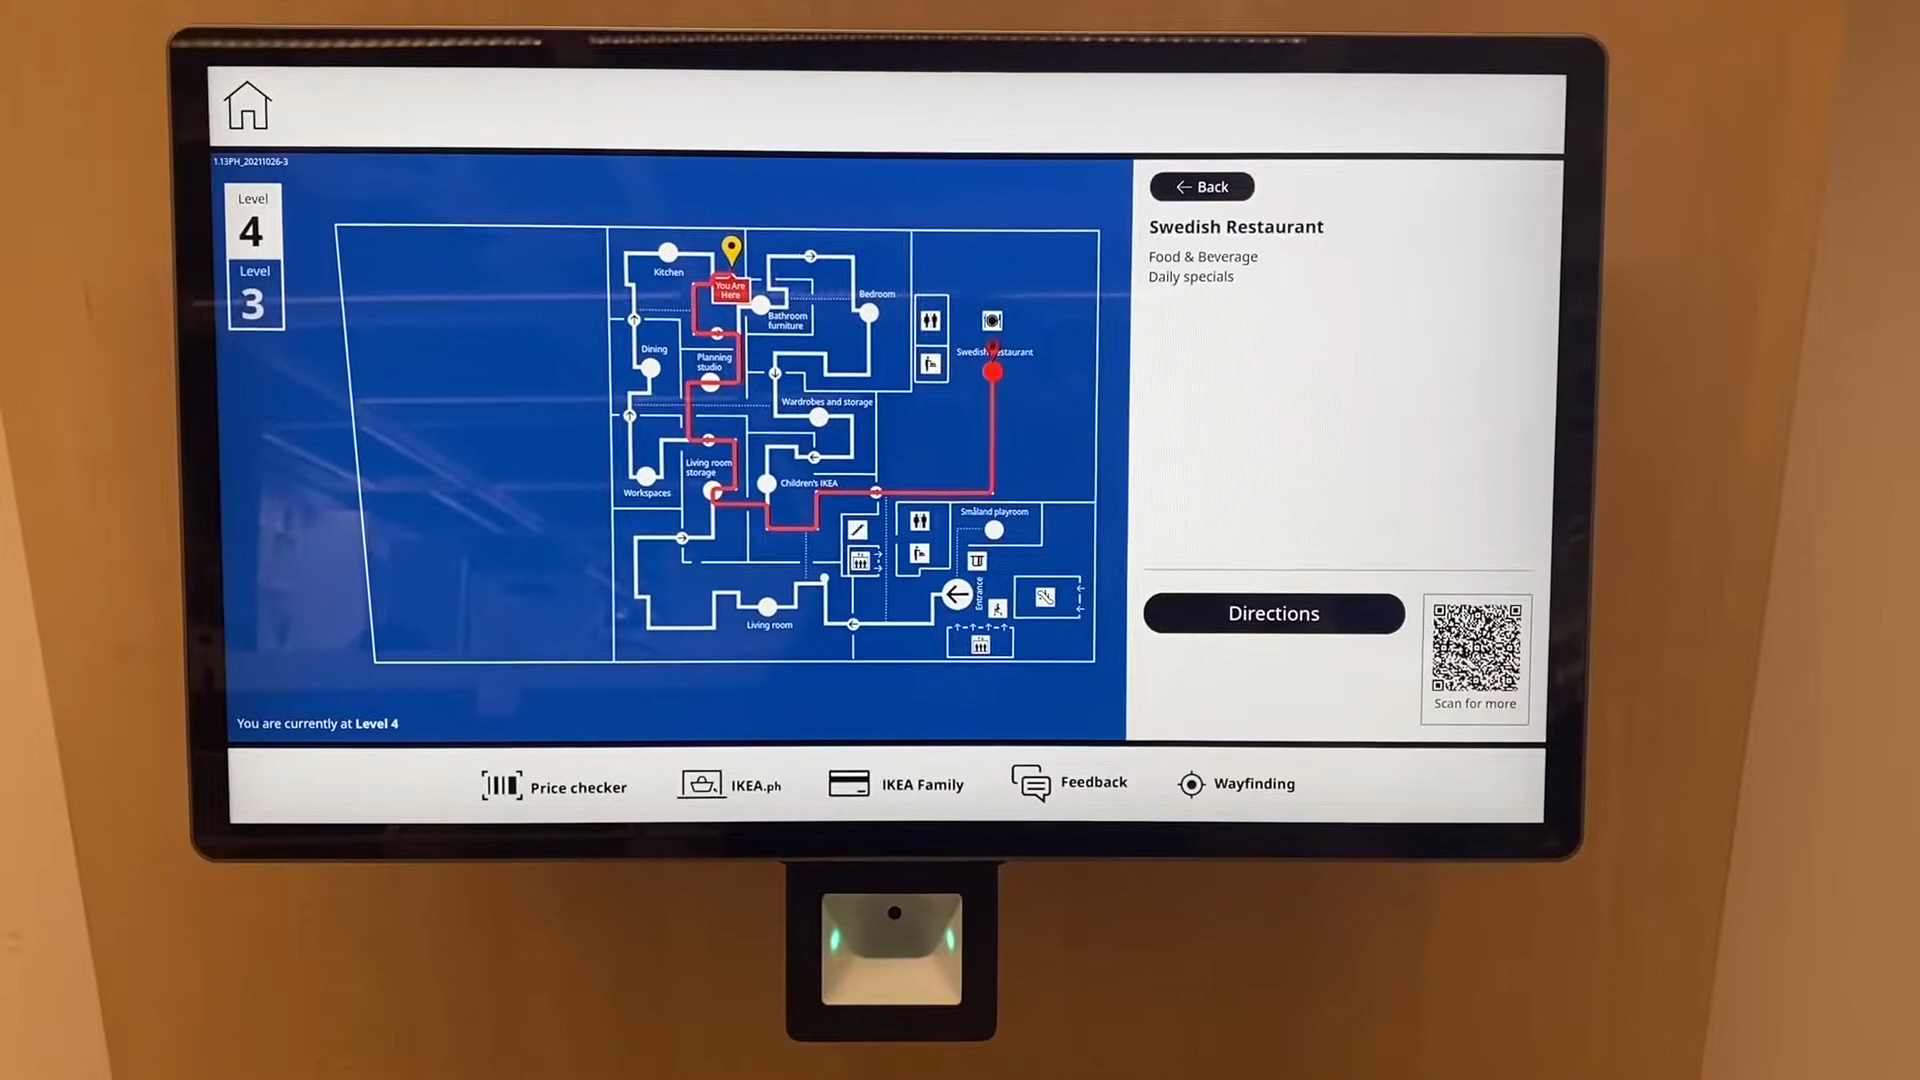 1.13PH_20211026-3
Level
4
Level
3
Kitchen
You Are
Here
Bathroom
furniture
Bedroom
Dining
Planning
studio
Swedish Restaurant
Wardrobes and storage
Living room
storage
Workspaces
Children's IKEA
Småland playroom
Entrance
Living room
You are currently at Level 4
← Back
Swedish Restaurant
Food & Beverage
Daily specials
Directions
Scan for more
Price checker
IKEA.ph
IKEA Family
Feedback
Wayfinding